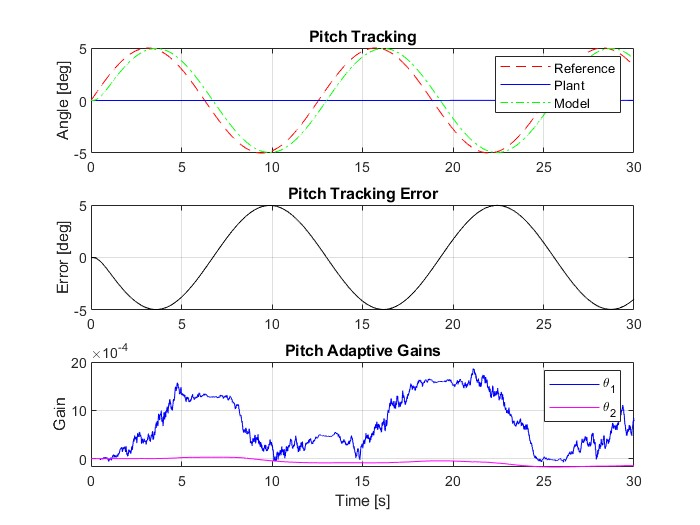 Pitch Tracking
Angle [deg]
5
0
-5
Reference
Plant
Model
0 5 10 15 20 25 30
Pitch Tracking Error
Error [deg]
5
0
-5
0 5 10 15 20 25 30
Pitch Adaptive Gains
×10⁻⁴
Gain
20
10
0
θ₁
θ₂
0 5 10 15 20 25 30
Time [s]